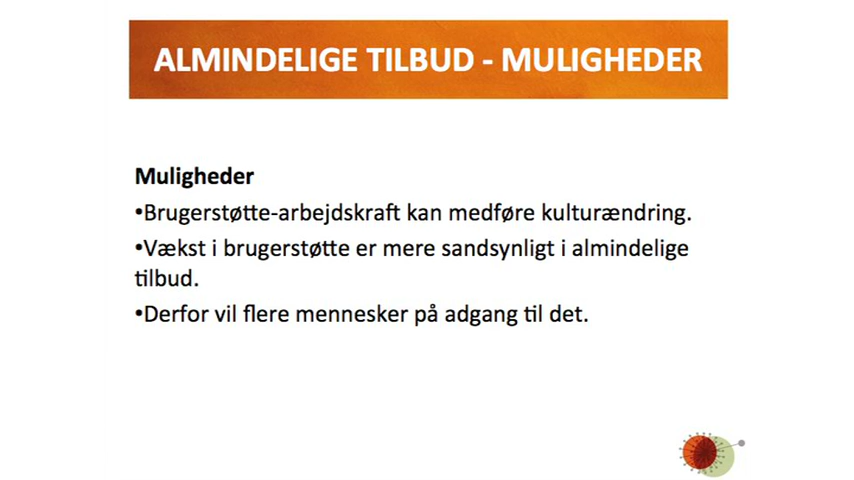 ALMINDELIGE TILBUD - MULIGHEDER
Muligheder
•Brugerstøtte-arbejdskraft kan medføre kulturændring.
•Vækst i brugerstøtte er mere sandsynligt i almindelige
tilbud.
•Derfor vil flere mennesker på adgang til det.